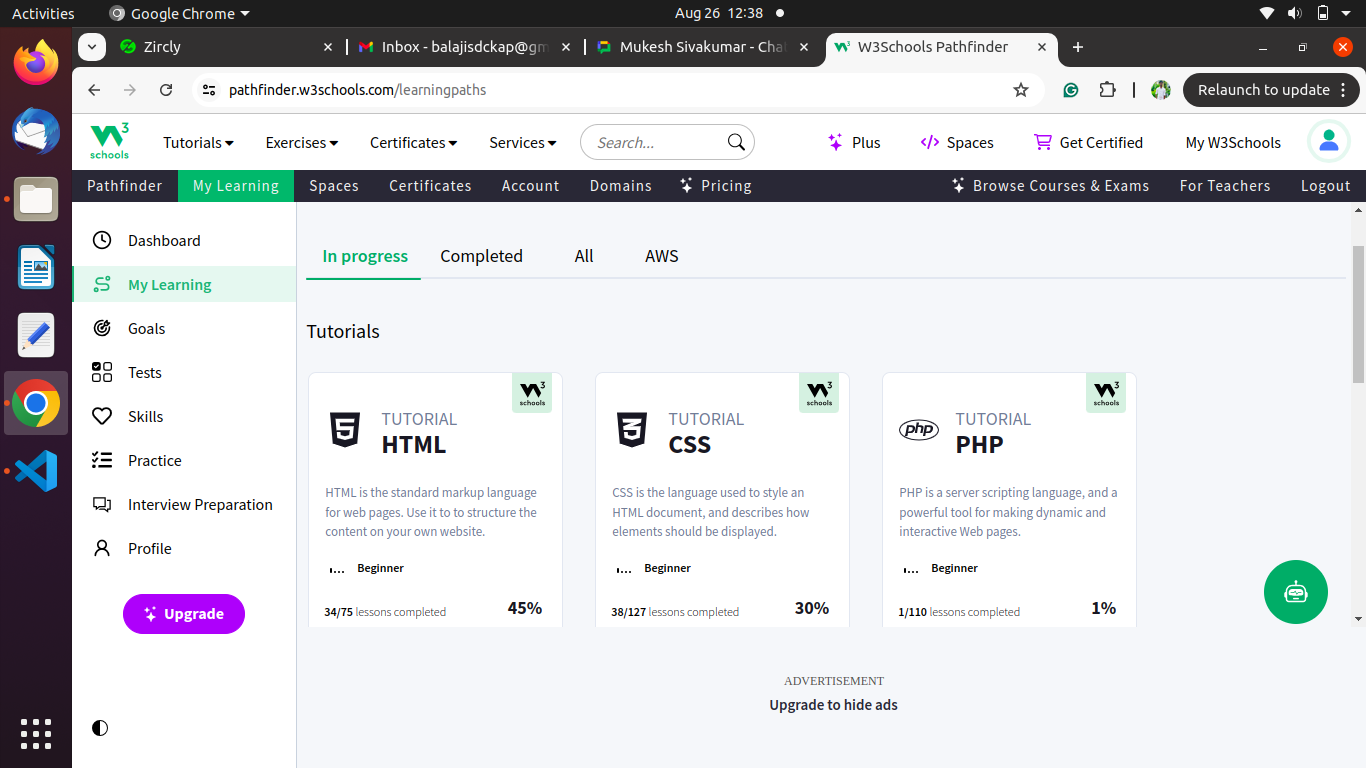 Activities Google Chrome Aug 26 12:38
Zircly Inbox - balajisdckap@gm Mukesh Sivakumar - Cha W3Schools Pathfinder
pathfinder.w3schools.com/learningpaths Relaunch to update
W3 schools Tutorials Exercises Certificates Services Search... Plus Spaces Get Certified My W3Schools
Pathfinder My Learning Spaces Certificates Account Domains Pricing Browse Courses & Exams For Teachers Logout
Dashboard
My Learning
Goals
Tests
Skills
Practice
Interview Preparation
Profile
Upgrade
In progress Completed All AWS
Tutorials
W3 schools
TUTORIAL
HTML
HTML is the standard markup language
for web pages. Use it to to structure the
content on your own website.
Beginner
34/75 lessons completed 45%
W3 schools
TUTORIAL
CSS
CSS is the language used to style an
HTML document, and describes how
elements should be displayed.
Beginner
38/127 lessons completed 30%
W3 schools
php
TUTORIAL
PHP
PHP is a server scripting language, and a
powerful tool for making dynamic and
interactive Web pages.
Beginner
1/110 lessons completed 1%
ADVERTISEMENT
Upgrade to hide ads